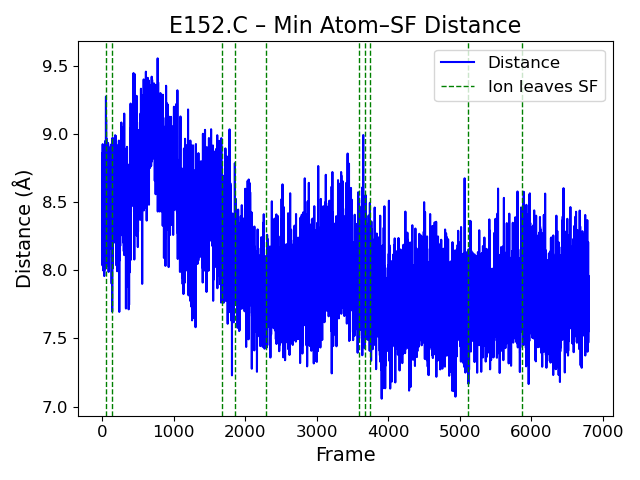 E152.C – Min Atom–SF Distance
Distance
Ion leaves SF
Distance (Å)
9.5
9.0
8.5
8.0
7.5
7.0
0 1000 2000 3000 4000 5000 6000 7000
Frame